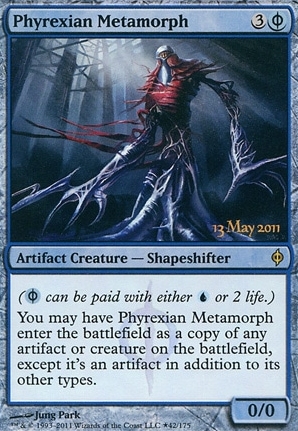 Phyrexian Metamorph 3
13 May 2011
Artifact Creature — Shapeshifter
( can be paid with either or 2 life.)
You may have Phyrexian Metamorph
enter the battlefield as a copy of any
artifact or creature on the battlefield,
except it's an artifact in addition to its
other types.
0/0
Jung Park
™ & © 1993–2011 Wizards of the Coast LLC ★42/175